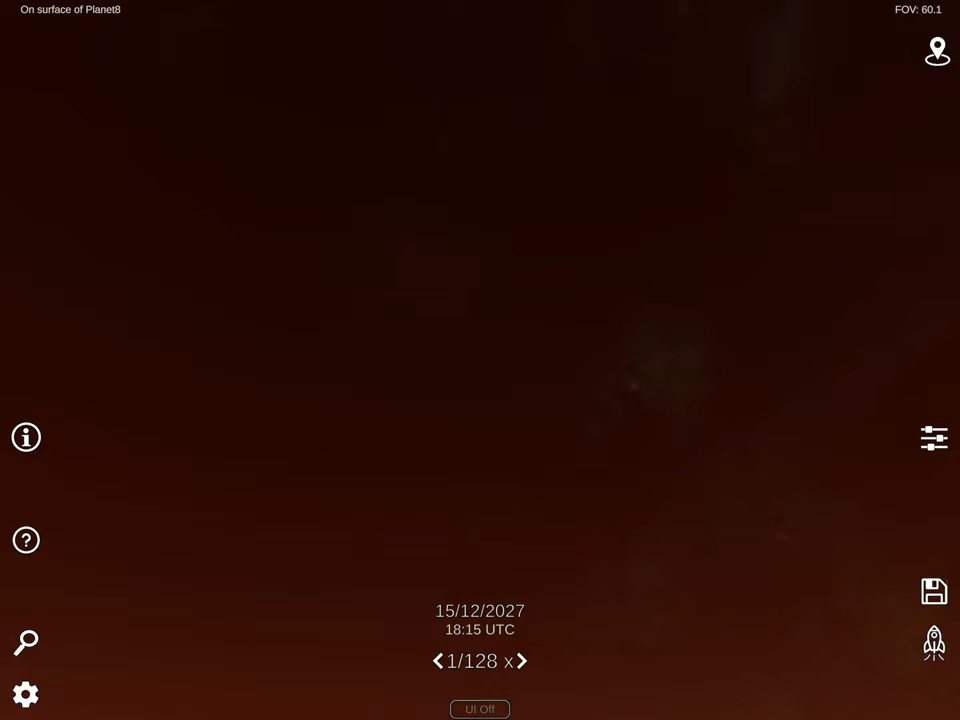 On surface of Planet8
FOV: 60.1
15/12/2027
18:15 UTC
1/128 x
UI Off